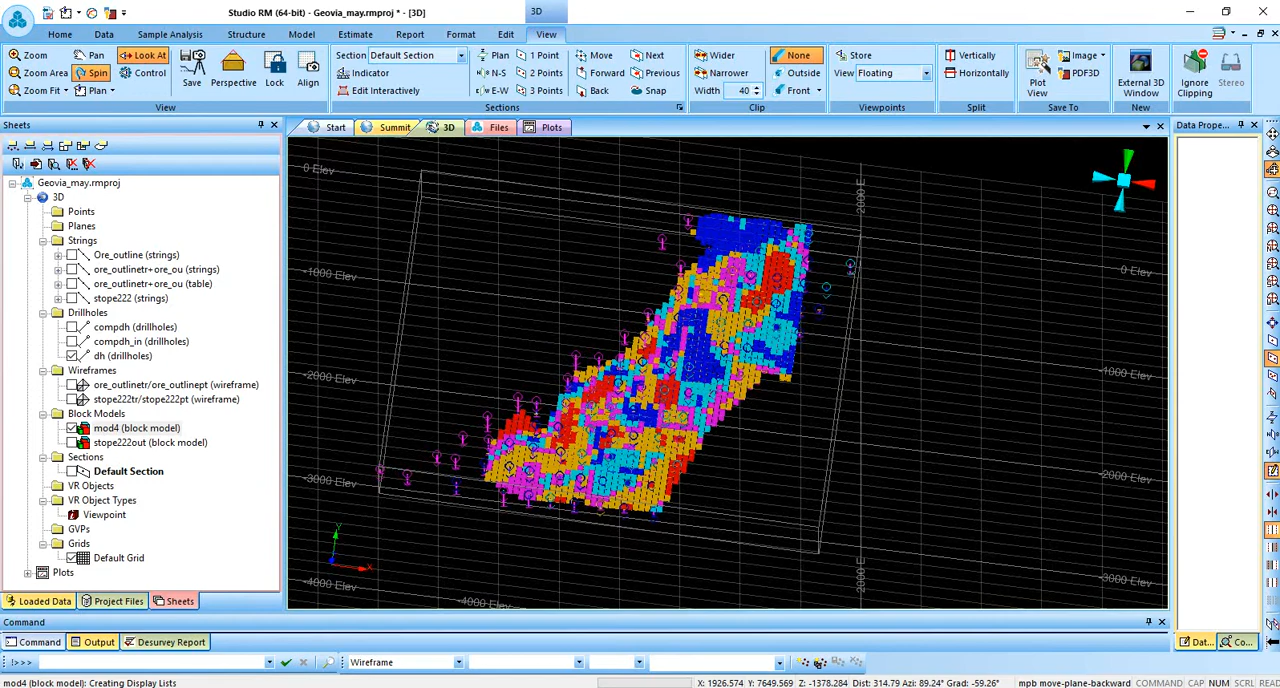 Studio RM (64-bit) - Geovia_may.rmproj * - [3D]
3D
Home Data Sample Analysis Structure Model Estimate Report Format Edit View
Zoom Pan Look At
Zoom Area Spin Control
Zoom Fit Plan
Save Perspective Lock Align
View
Section Default Section
Indicator
Edit Interactively
Plan 1 Point Move Next
N-S 2 Points Forward Previous
E-W 3 Points Back Snap
Sections
Wider None
Narrower Outside
Width 40 Front
Clip
Store
View Floating
Viewpoints
Vertically
Horizontally
Split
Plot View
Image
PDF3D
Save To
External 3D Window
New
Ignore Clipping
Stereo
Sheets
Start Summit 3D Files Plots
Data Prope...
Geovia_may.rmproj
3D
Points
Planes
Strings
Ore_outline (strings)
ore_outlinetr+ore_ou (strings)
ore_outlinetr+ore_ou (table)
stope222 (strings)
Drillholes
compdh (drillholes)
compdh_in (drillholes)
dh (drillholes)
Wireframes
ore_outlinetr/ore_outlinept (wireframe)
stope222tr/stope222pt (wireframe)
Block Models
mod4 (block model)
stope222out (block model)
Sections
Default Section
VR Objects
VR Object Types
Viewpoint
GVPs
Grids
Default Grid
Plots
0 Elev
-1000 Elev
-2000 Elev
-3000 Elev
-4000 Elev
-4000 Elev
2000 E
0 Elev
-1000 Elev
-2000 Elev
-3000 Elev
2000 E
Y
X
Loaded Data Project Files Sheets
Dat... Co...
Command
Command Output Desurvey Report
!>>>
Wireframe
mod4 (block model): Creating Display Lists
X: 1926.574 Y: 7649.569 Z: -1378.284 Dist: 314.79 Azi: 89.24° Grad: -59.26°
mpb move-plane-backward COMMAND CAP NUM SCRL READ